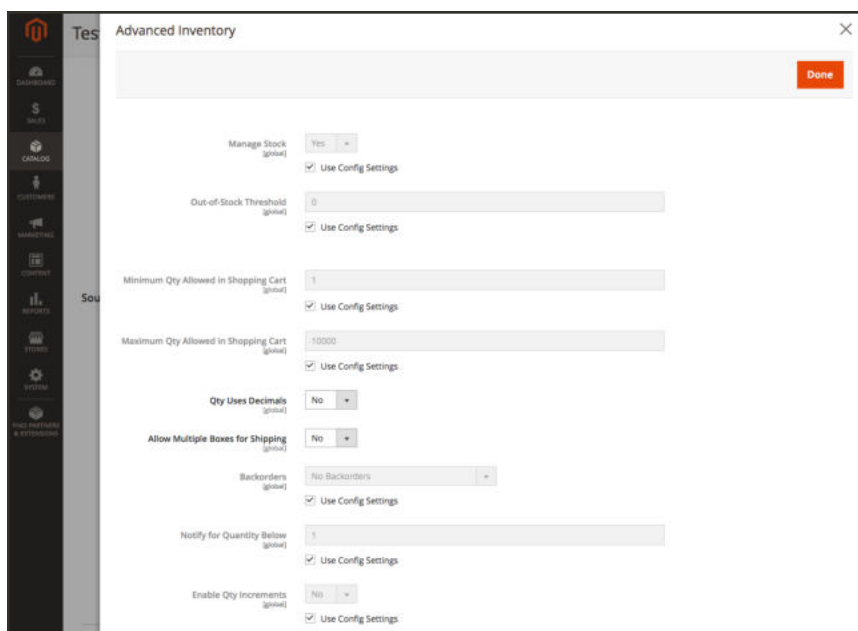 Tes
Advanced Inventory
Done
DASHBOARD
$
SALES
CATALOG
CUSTOMERS
MARKETING
CONTENT
REPORTS
STORES
SYSTEM
FIND PARTNERS
& EXTENSIONS
Sou
Manage Stock
[global]
Yes
Use Config Settings
Out-of-Stock Threshold
[global]
0
Use Config Settings
Minimum Qty Allowed in Shopping Cart
[global]
1
Use Config Settings
Maximum Qty Allowed in Shopping Cart
[global]
10000
Use Config Settings
Qty Uses Decimals
[global]
No
Allow Multiple Boxes for Shipping
[global]
No
Backorders
[global]
No Backorders
Use Config Settings
Notify for Quantity Below
[global]
1
Use Config Settings
Enable Qty Increments
[global]
No
Use Config Settings